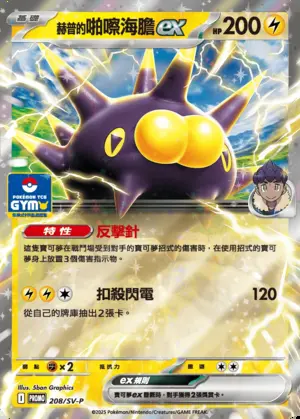 基礎 赫普的啪嚓海膽ex HP200
POKÉMON TCG
GYM
特性 反擊針
這隻寶可夢在戰鬥場受到對手的寶可夢招式的傷害時，在使用招式的寶可
夢身上放置3個傷害指示物。
扣殺閃電 120
從自己的牌庫抽出2張卡。
弱點 ×2 抵抗力 撤退
Illus. 5ban Graphics
ex規則
寶可夢ex昏厥時，對手獲得2張獎賞卡。
I PROMO 208/SV-P
©2025 Pokémon/Nintendo/Creatures/GAME FREAK